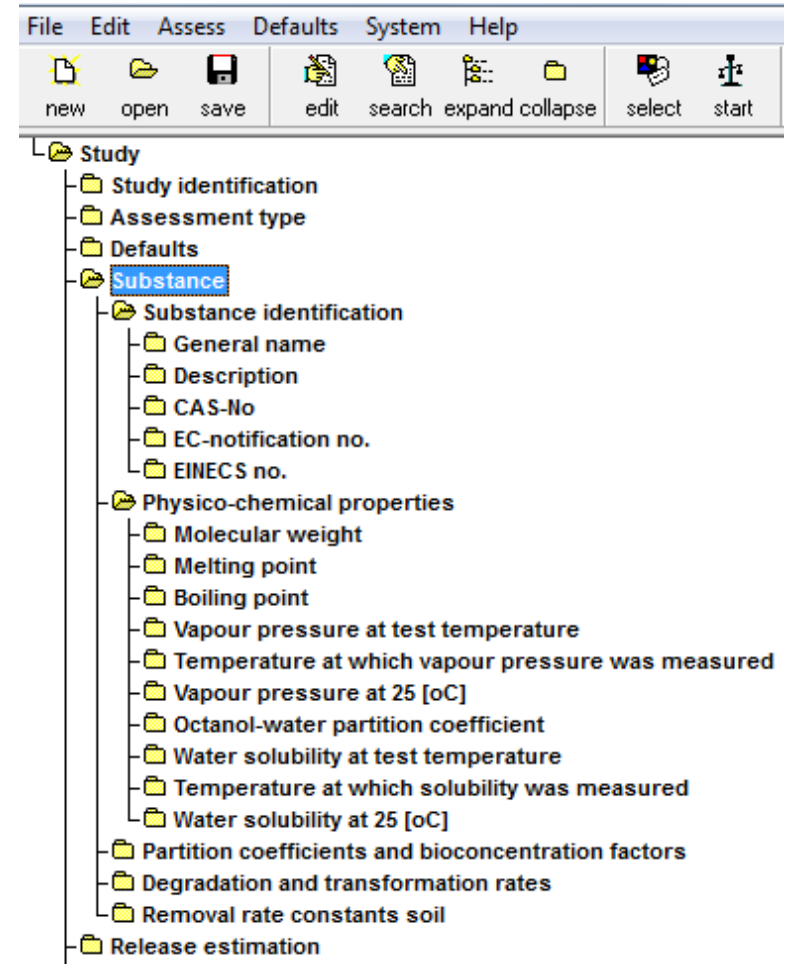 File Edit Assess Defaults System Help
new open save edit search expand collapse select start
Study
Study identification
Assessment type
Defaults
Substance
Substance identification
General name
Description
CAS-No
EC-notification no.
EINECS no.
Physico-chemical properties
Molecular weight
Melting point
Boiling point
Vapour pressure at test temperature
Temperature at which vapour pressure was measured
Vapour pressure at 25 [oC]
Octanol-water partition coefficient
Water solubility at test temperature
Temperature at which solubility was measured
Water solubility at 25 [oC]
Partition coefficients and bioconcentration factors
Degradation and transformation rates
Removal rate constants soil
Release estimation